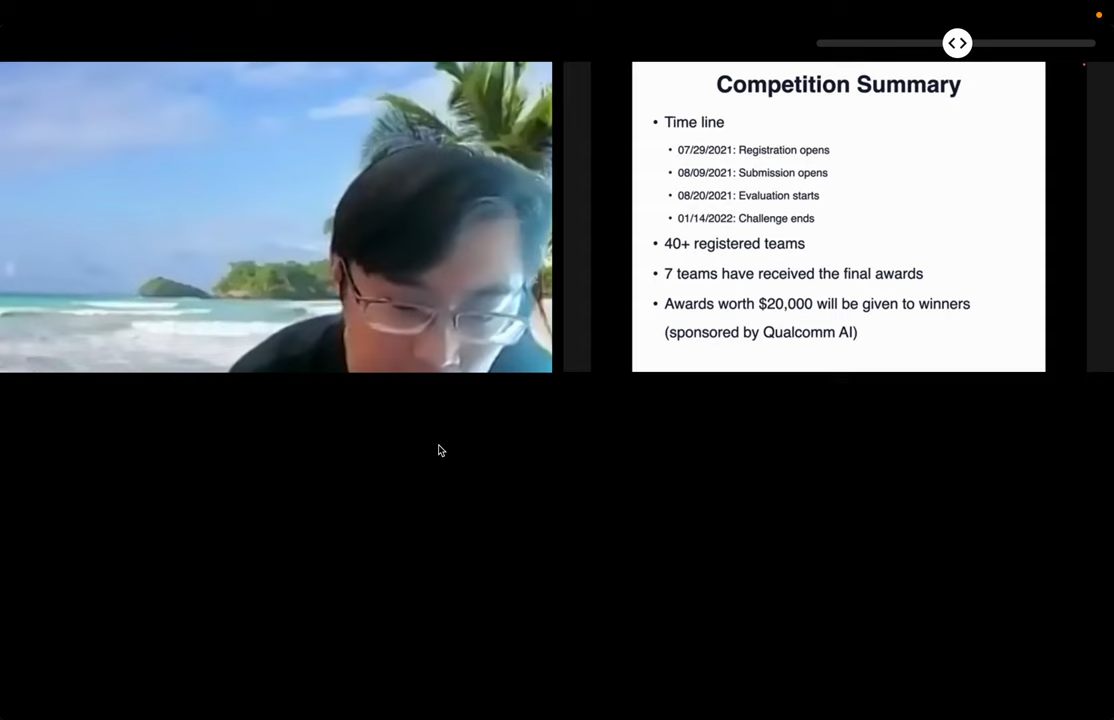 Competition Summary
• Time line
• 07/29/2021: Registration opens
• 08/09/2021: Submission opens
• 08/20/2021: Evaluation starts
• 01/14/2022: Challenge ends
• 40+ registered teams
• 7 teams have received the final awards
• Awards worth $20,000 will be given to winners
(sponsored by Qualcomm AI)